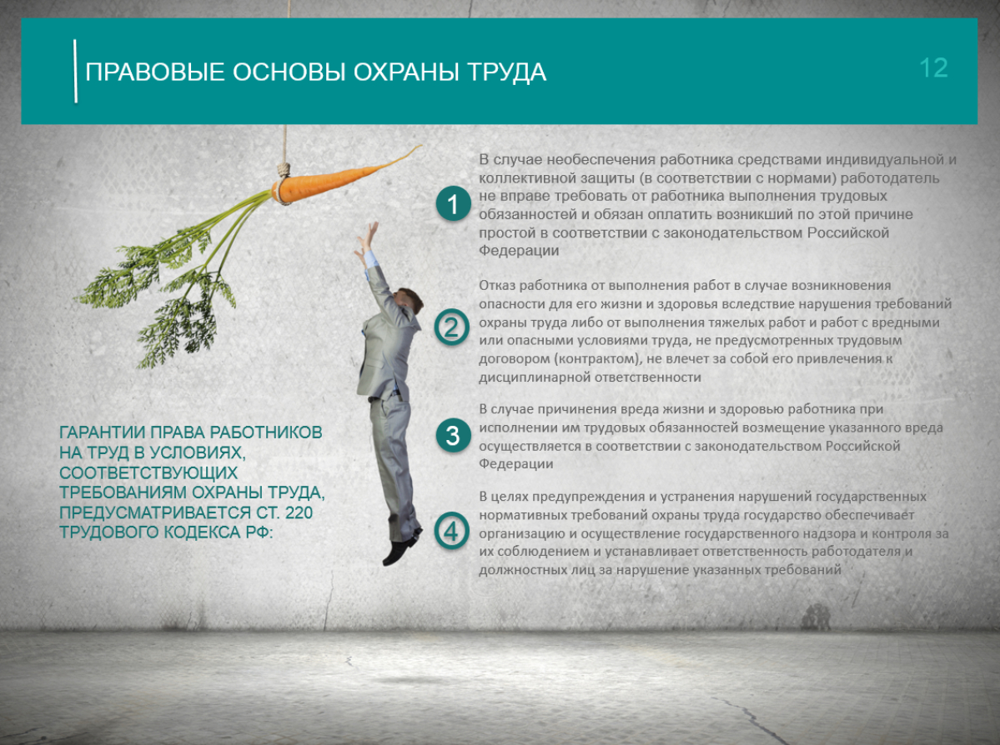 ПРАВОВЫЕ ОСНОВЫ ОХРАНЫ ТРУДА
12
В случае необеспечения работника средствами индивидуальной и
коллективной защиты (в соответствии с нормами) работодатель
не вправе требовать от работника выполнения трудовых
обязанностей и обязан оплатить возникший по этой причине
простой в соответствии с законодательством Российской
Федерации
1
Отказ работника от выполнения работ в случае возникновения
опасности для его жизни и здоровья вследствие нарушения требований
охраны труда либо от выполнения тяжелых работ и работ с вредными
или опасными условиями труда, не предусмотренных трудовым
договором (контрактом), не влечет за собой его привлечения к
дисциплинарной ответственности
2
В случае причинения вреда жизни и здоровью работника при
исполнении им трудовых обязанностей возмещение указанного вреда
осуществляется в соответствии с законодательством Российской
Федерации
3
В целях предупреждения и устранения нарушений государственных
нормативных требований охраны труда государство обеспечивает
организацию и осуществление государственного надзора и контроля за
их соблюдением и устанавливает ответственность работодателя и
должностных лиц за нарушение указанных требований
4
ГАРАНТИИ ПРАВА РАБОТНИКОВ
НА ТРУД В УСЛОВИЯХ,
СООТВЕТСТВУЮЩИХ
ТРЕБОВАНИЯМ ОХРАНЫ ТРУДА,
ПРЕДУСМАТРИВАЕТСЯ СТ. 220
ТРУДОВОГО КОДЕКСА РФ: